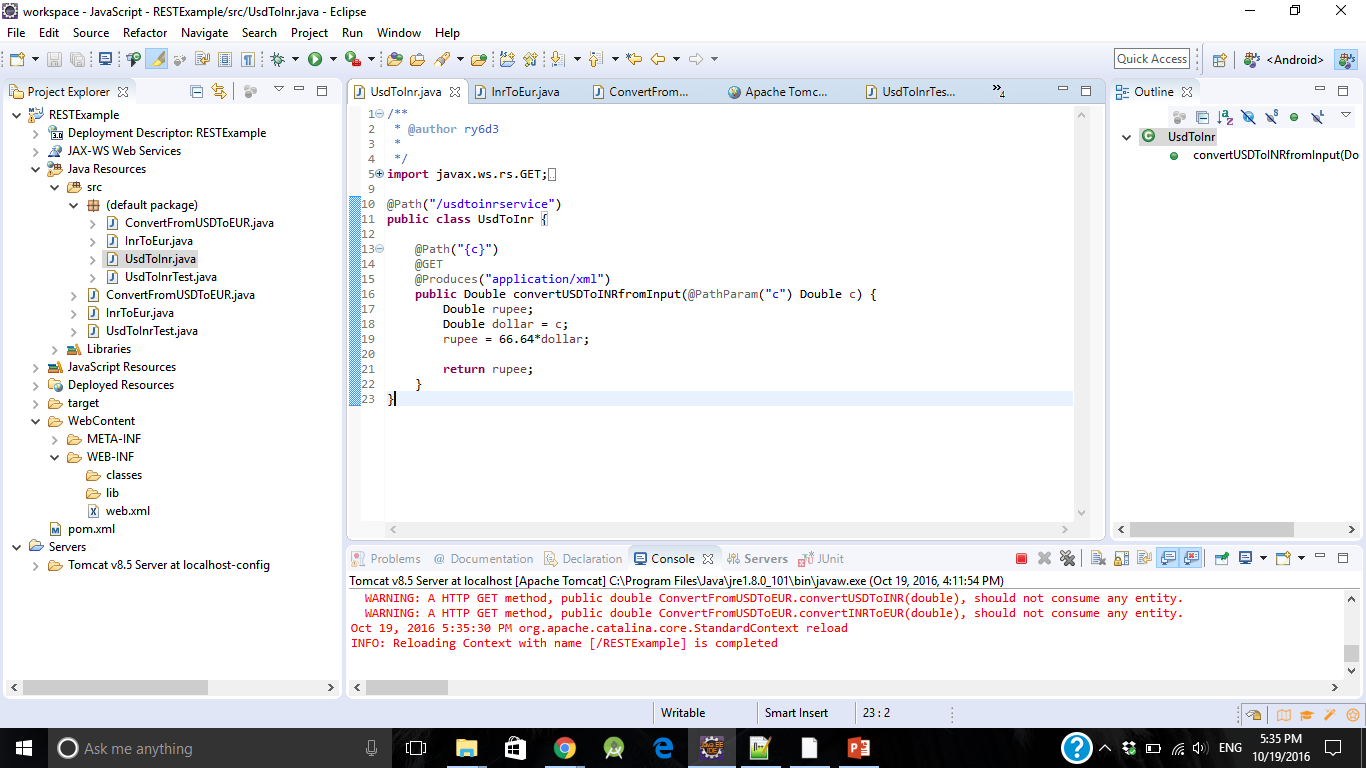 workspace - JavaScript - RESTExample/src/UsdToInr.java - Eclipse
File Edit Source Refactor Navigate Search Project Run Window Help
Quick Access <Android>
Project Explorer
RESTExample
Deployment Descriptor: RESTExample
JAX-WS Web Services
Java Resources
src
(default package)
ConvertFromUSDToEUR.java
InrToEur.java
UsdToInr.java
UsdToInrTest.java
ConvertFromUSDToEUR.java
InrToEur.java
UsdToInrTest.java
Libraries
JavaScript Resources
Deployed Resources
target
WebContent
META-INF
WEB-INF
classes
lib
web.xml
pom.xml
Servers
Tomcat v8.5 Server at localhost-config
UsdToInr.java InrToEur.java ConvertFrom... Apache Tomc... UsdToInrTes... »4
1 /**
2 * @author ry6d3
3 *
4 */
5 import javax.ws.rs.GET;
9
10 @Path("/usdtoinrservice")
11 public class UsdToInr {
12
13 @Path("{c}")
14 @GET
15 @Produces("application/xml")
16 public Double convertUSDToINRfromInput(@PathParam("c") Double c) {
17 Double rupee;
18 Double dollar = c;
19 rupee = 66.64*dollar;
20
21 return rupee;
22 }
23 }
Outline
UsdToInr
convertUSDToINRfromInput(Do
Problems @ Documentation Declaration Console Servers JUnit
Tomcat v8.5 Server at localhost [Apache Tomcat] C:\Program Files\Java\jre1.8.0_101\bin\javaw.exe (Oct 19, 2016, 4:11:54 PM)
WARNING: A HTTP GET method, public double ConvertFromUSDToEUR.convertUSDToINR(double), should not consume any entity.
WARNING: A HTTP GET method, public double ConvertFromUSDToEUR.convertINRToEUR(double), should not consume any entity.
Oct 19, 2016 5:35:30 PM org.apache.catalina.core.StandardContext reload
INFO: Reloading Context with name [/RESTExample] is completed
Writable Smart Insert 23 : 2
Ask me anything
ENG 5:35 PM
10/19/2016